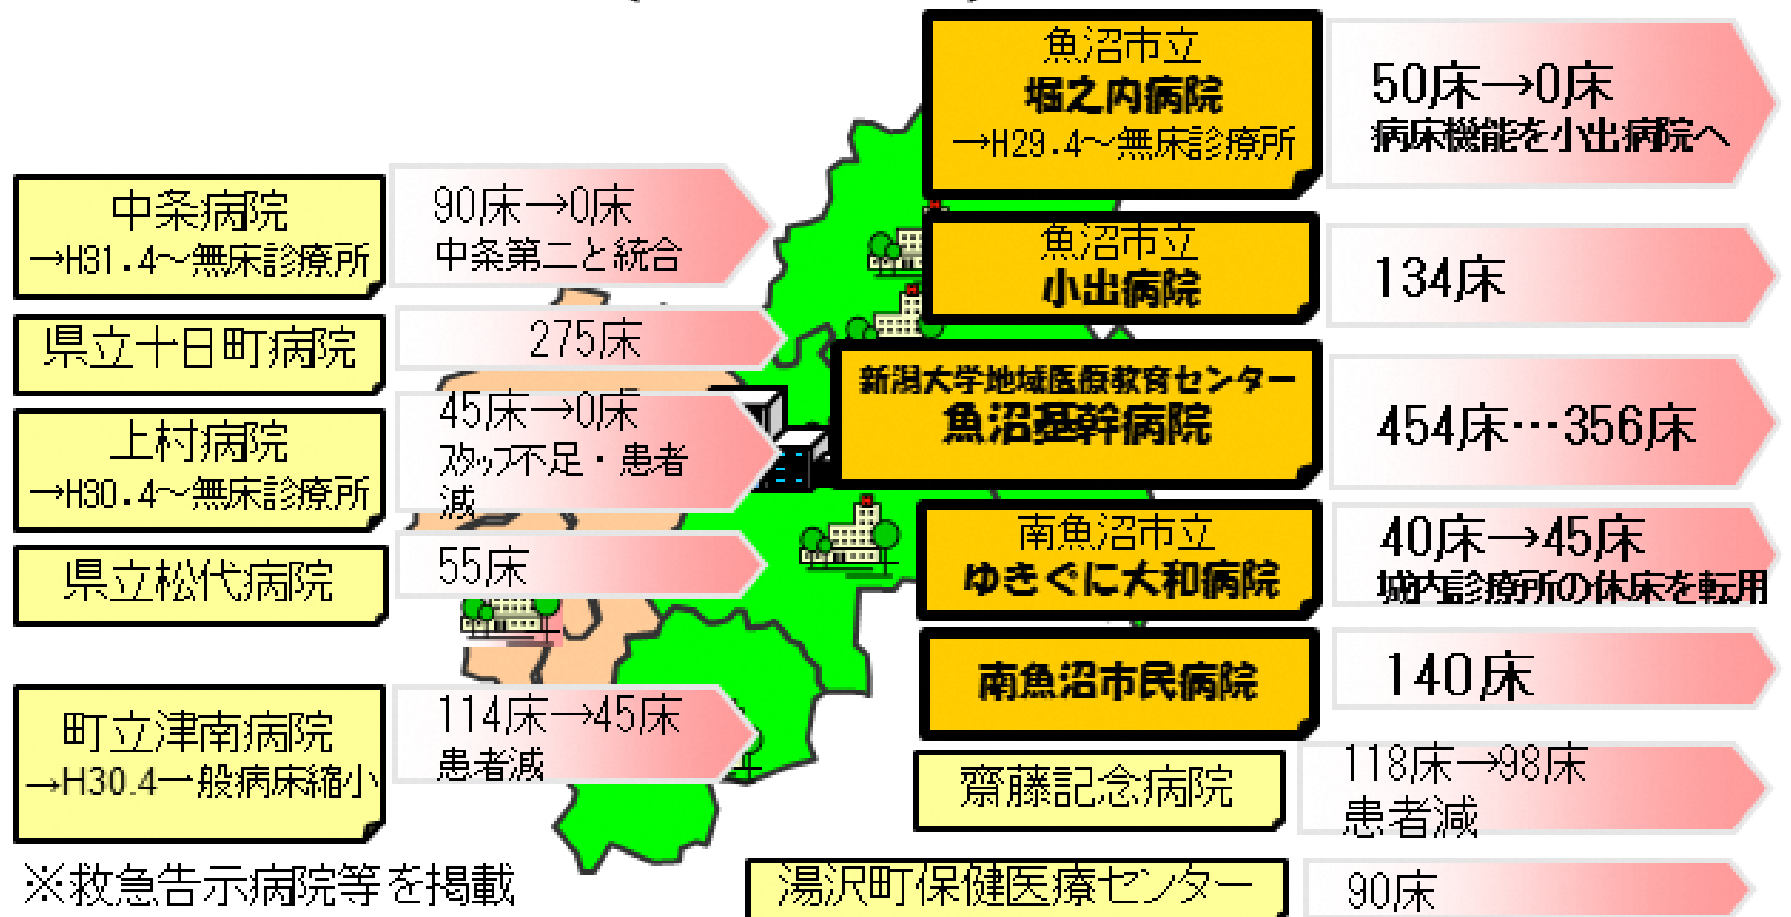 中条病院
→H31.4～無床診療所
90床→0床
中条第二と統合
県立十日町病院
275床
上村病院
→H30.4～無床診療所
45床→0床
スタッフ不足・患者
減
県立松代病院
55床
町立津南病院
→H30.4一般病床縮小
114床→45床
患者減
※救急告示病院等を掲載
魚沼市立
堀之内病院
→H29.4～無床診療所
50床→0床
病床機能を小出病院へ
魚沼市立
小出病院
134床
新潟大学地域医療教育センター
魚沼基幹病院
454床…356床
南魚沼市立
ゆきぐに大和病院
40床→45床
城内診療所の休床を転用
南魚沼市民病院
140床
齋藤記念病院
118床→98床
患者減
湯沢町保健医療センター
90床